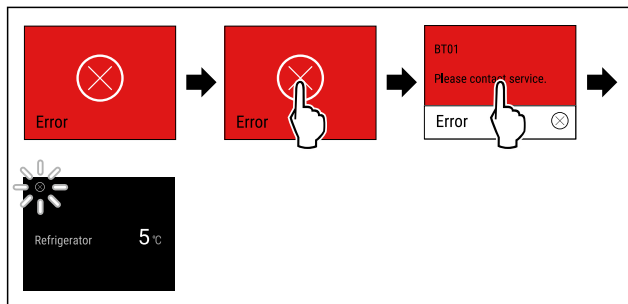 Error
Error
BT01
Please contact service.
Error
Refrigerator 5 °C